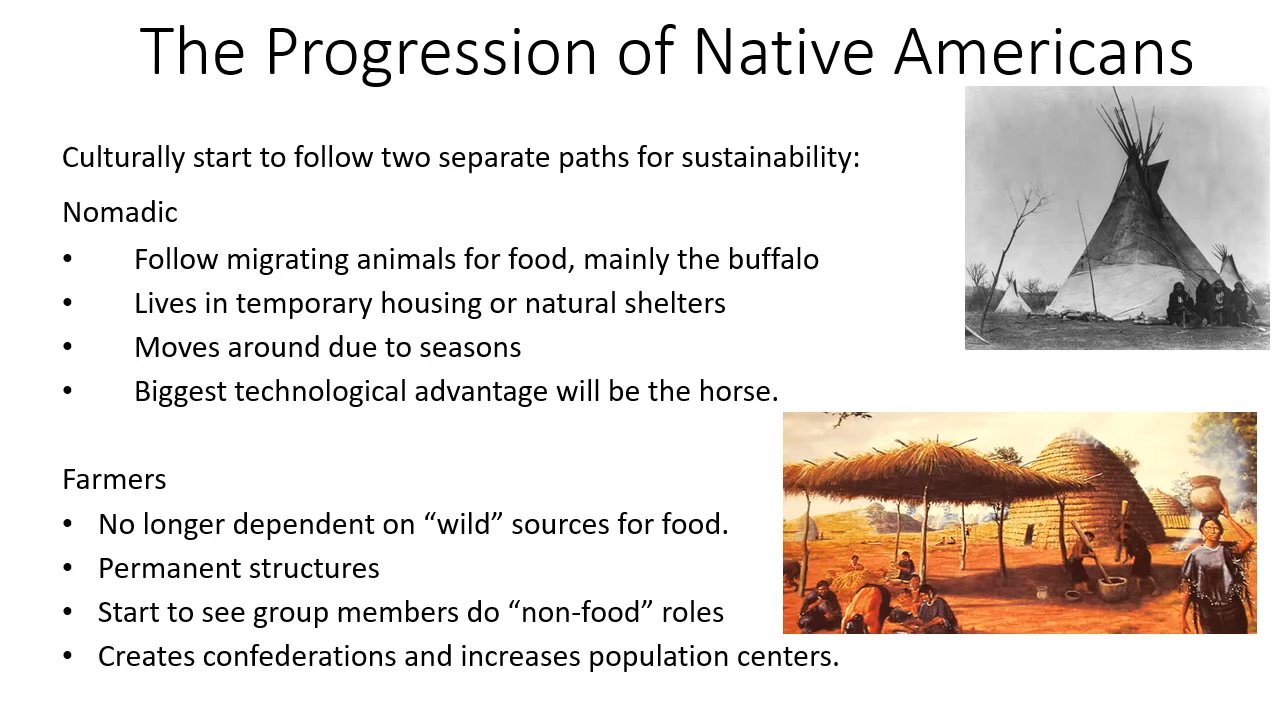 The Progression of Native Americans
Culturally start to follow two separate paths for sustainability:
Nomadic
• Follow migrating animals for food, mainly the buffalo
• Lives in temporary housing or natural shelters
• Moves around due to seasons
• Biggest technological advantage will be the horse.
Farmers
• No longer dependent on “wild” sources for food.
• Permanent structures
• Start to see group members do “non-food” roles
• Creates confederations and increases population centers.